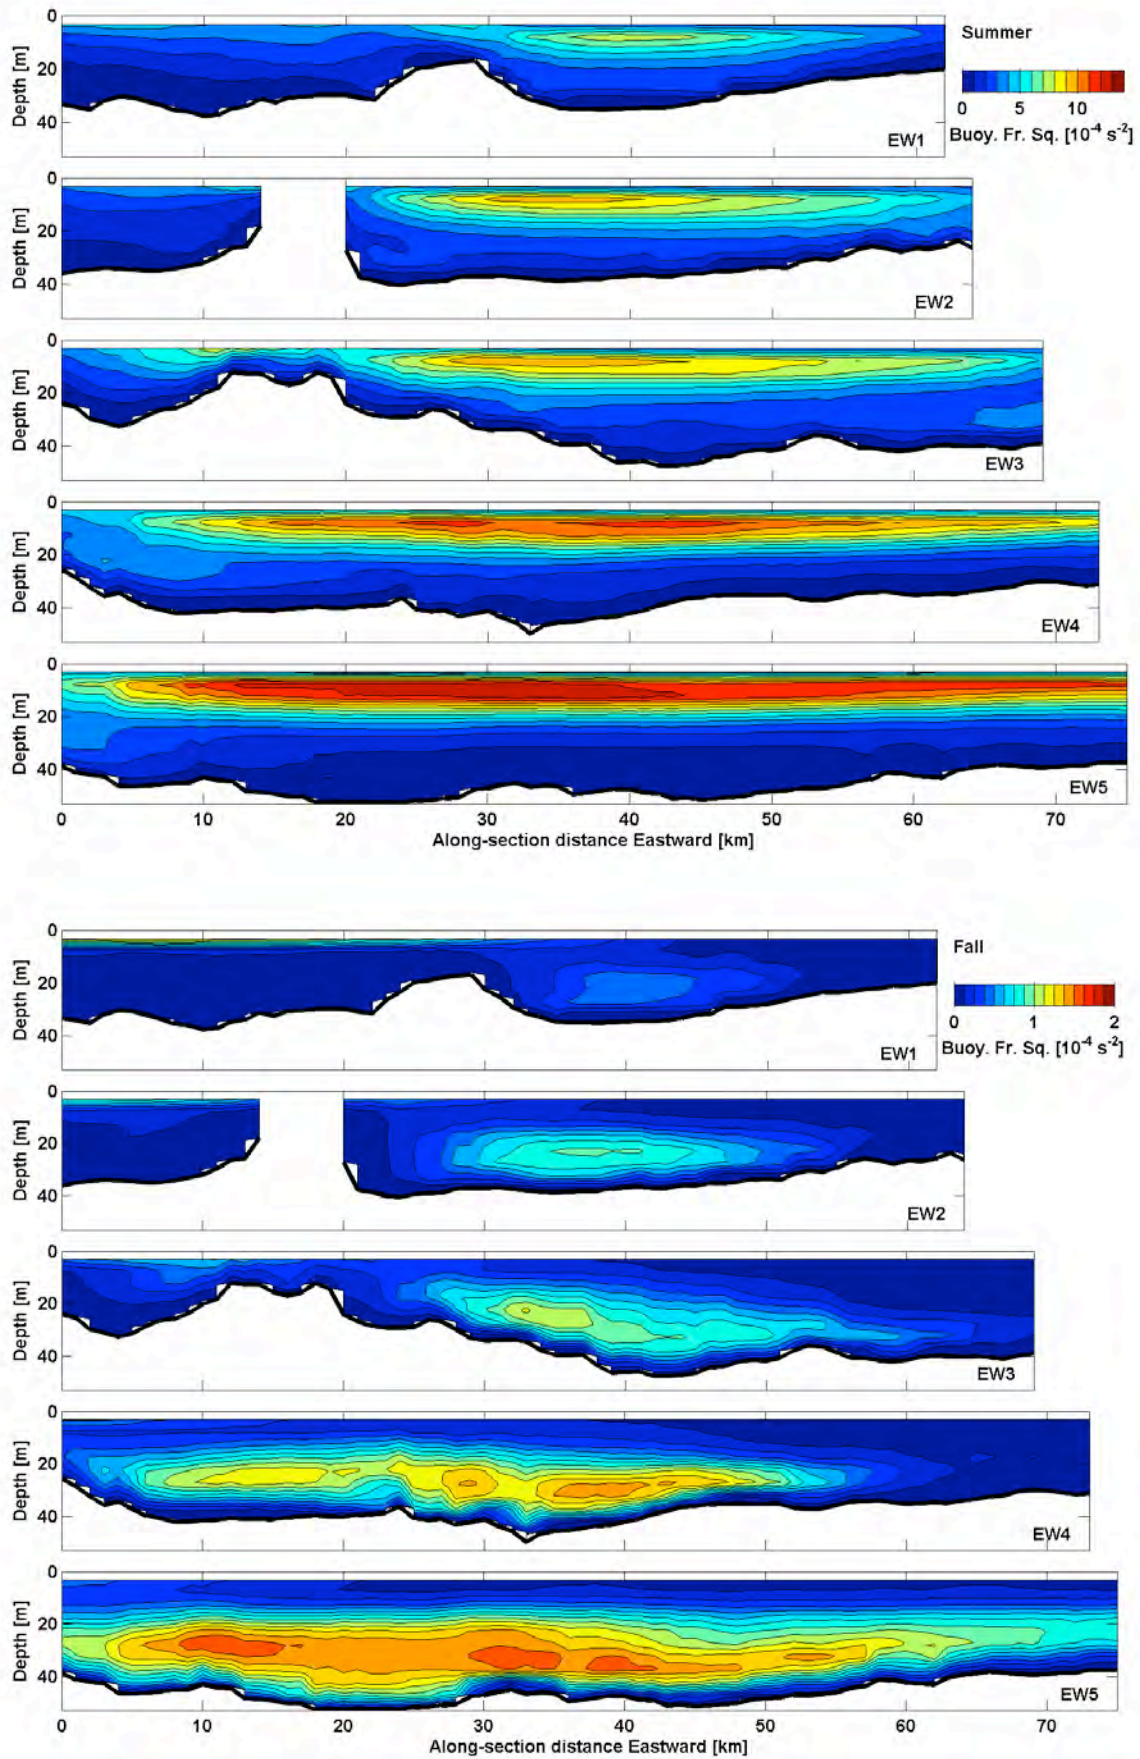 0
20
40
Depth [m]
EW1
Summer
0 5 10
Buoy. Fr. Sq. [10⁻⁴ s⁻²]
0
20
40
Depth [m]
EW2
0
20
40
Depth [m]
EW3
0
20
40
Depth [m]
EW4
0
20
40
Depth [m]
EW5
0 10 20 30 40 50 60 70
Along-section distance Eastward [km]
0
20
40
Depth [m]
EW1
Fall
0 1 2
Buoy. Fr. Sq. [10⁻⁴ s⁻²]
0
20
40
Depth [m]
EW2
0
20
40
Depth [m]
EW3
0
20
40
Depth [m]
EW4
0
20
40
Depth [m]
EW5
0 10 20 30 40 50 60 70
Along-section distance Eastward [km]